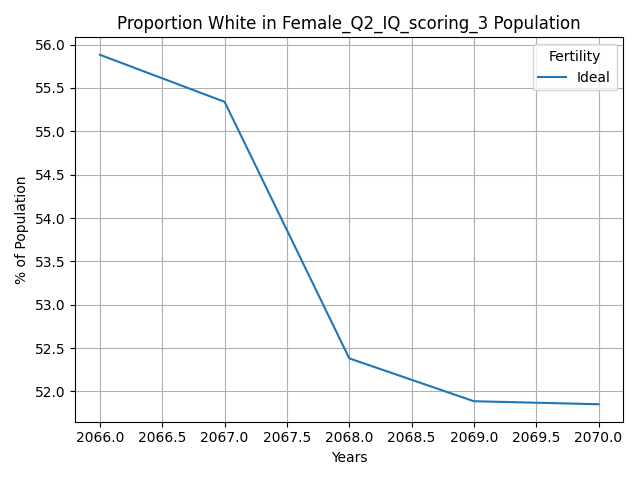 Proportion White in Female_Q2_IQ_scoring_3 Population
56.0
55.5
55.0
54.5
54.0
53.5
53.0
52.5
52.0
% of Population
Fertility
Ideal
2066.0 2066.5 2067.0 2067.5 2068.0 2068.5 2069.0 2069.5 2070.0
Years